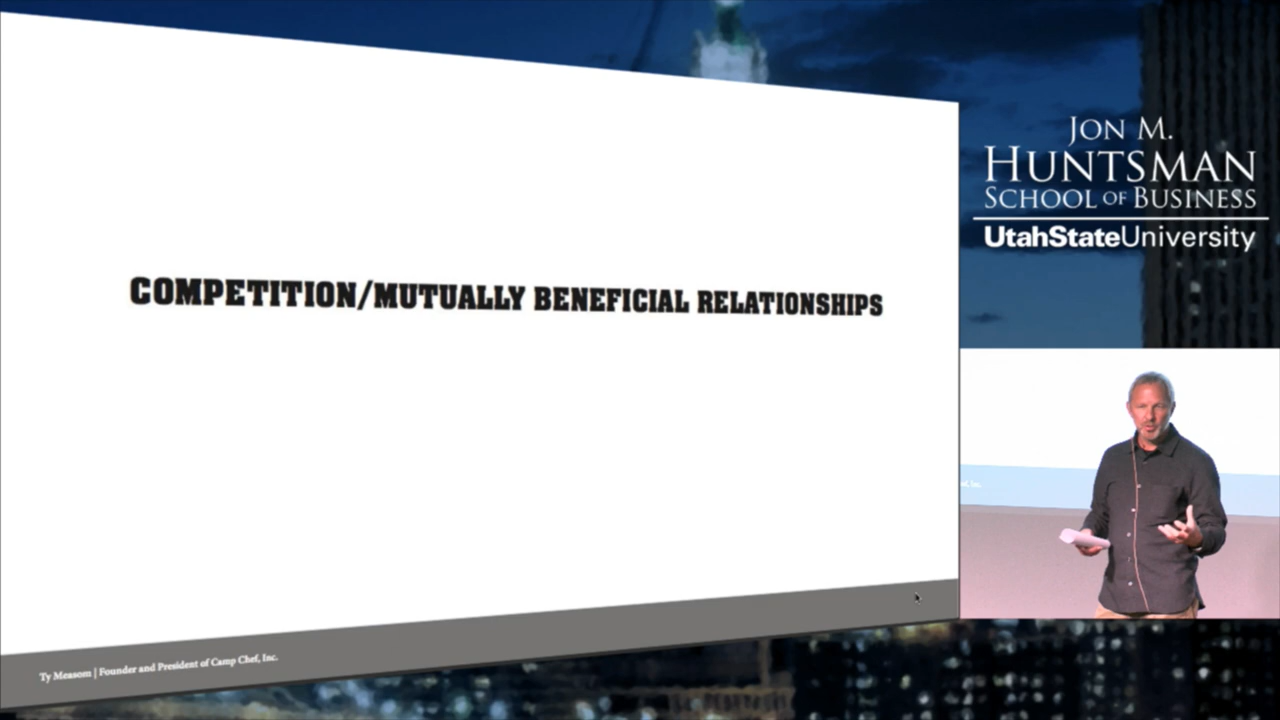 COMPETITION/MUTUALLY BENEFICIAL RELATIONSHIPS
Ty Measom | Founder and President of Camp Chef, Inc.
JON M.
HUNTSMAN
SCHOOL OF BUSINESS
UtahStateUniversity